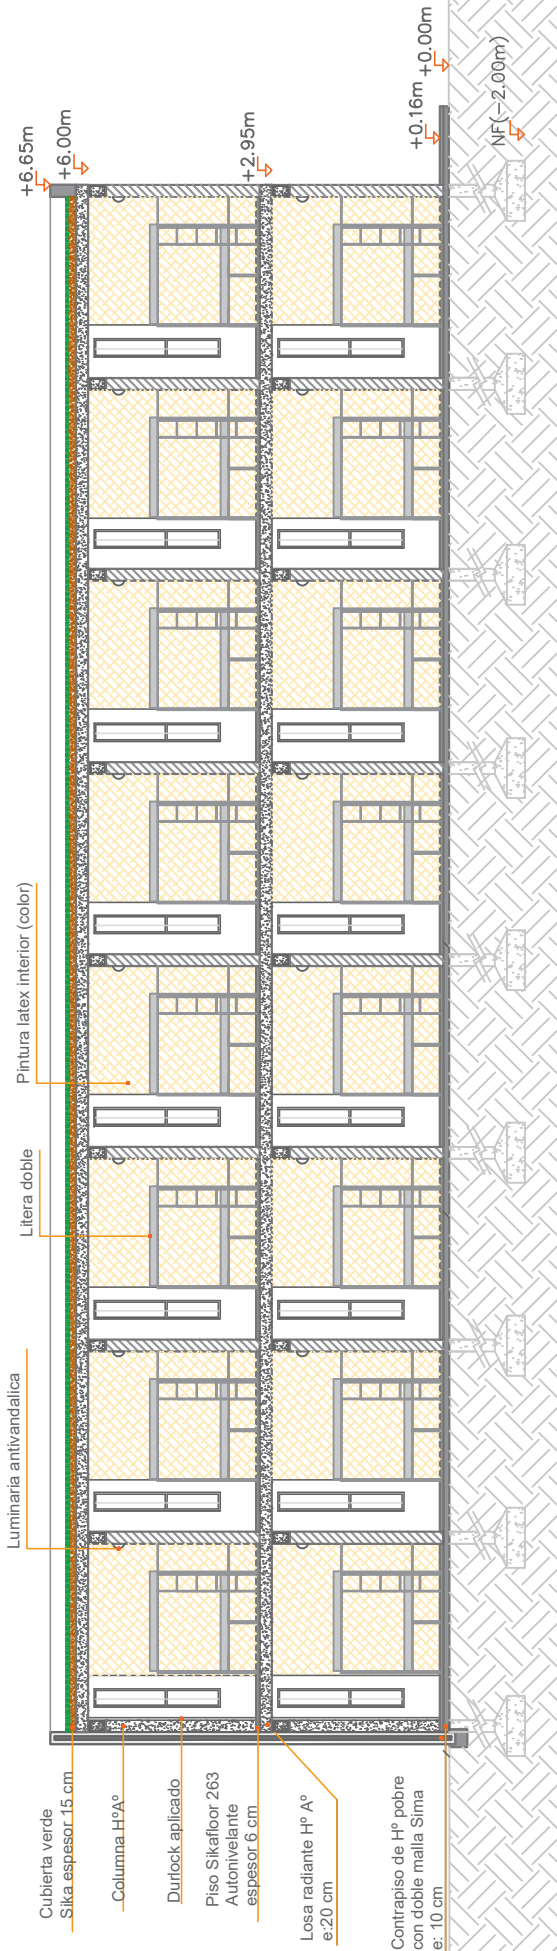 Cubierta verde
Sika espesor 15 cm
Columna HºAº
Durlock aplicado
Piso Sikafloor 263
Autonivelante
espesor 6 cm
Losa radiante Hº Aº
e:20 cm
Contrapiso de Hº pobre
con doble malla Sima
e: 10 cm
Luminaria antivandalica
Litera doble
Pintura latex interior (color)
+6.65m
+6.00m
+2.95m
+0.16m
+0.00m
NF(-2.00m)